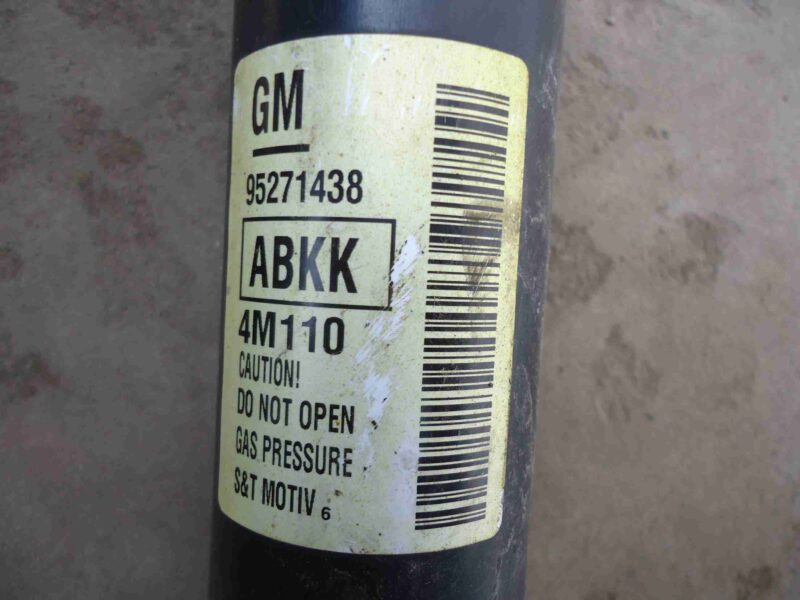 GM
95271438
ABKK
4M110
CAUTION!
DO NOT OPEN
GAS PRESSURE
S&T MOTIV 6